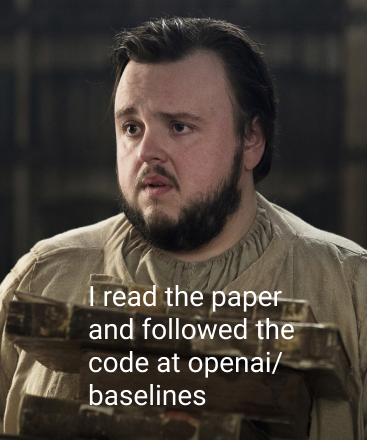 I read the paper
and followed the
code at openai/
baselines